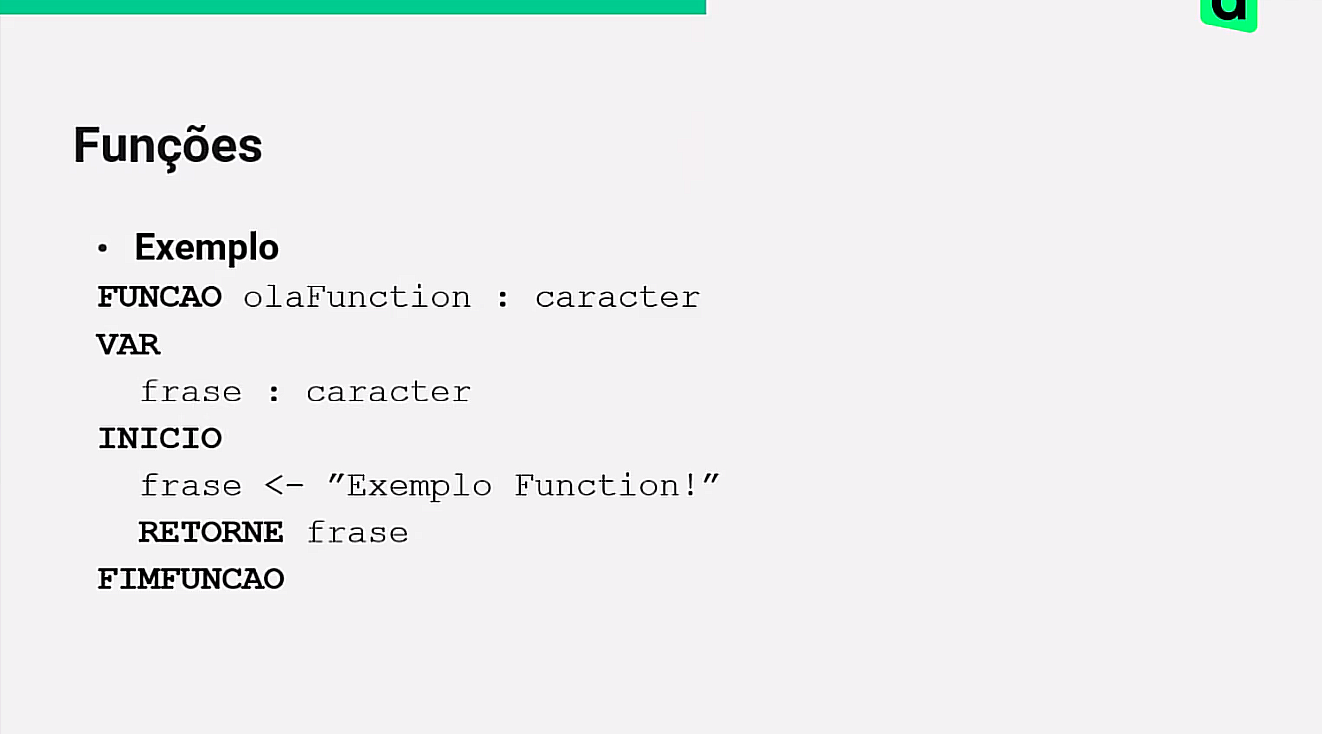 Funções
• Exemplo
FUNCAO olaFunction : caracter
VAR
frase : caracter
INICIO
frase <- ”Exemplo Function!”
RETORNE frase
FIMFUNCAO